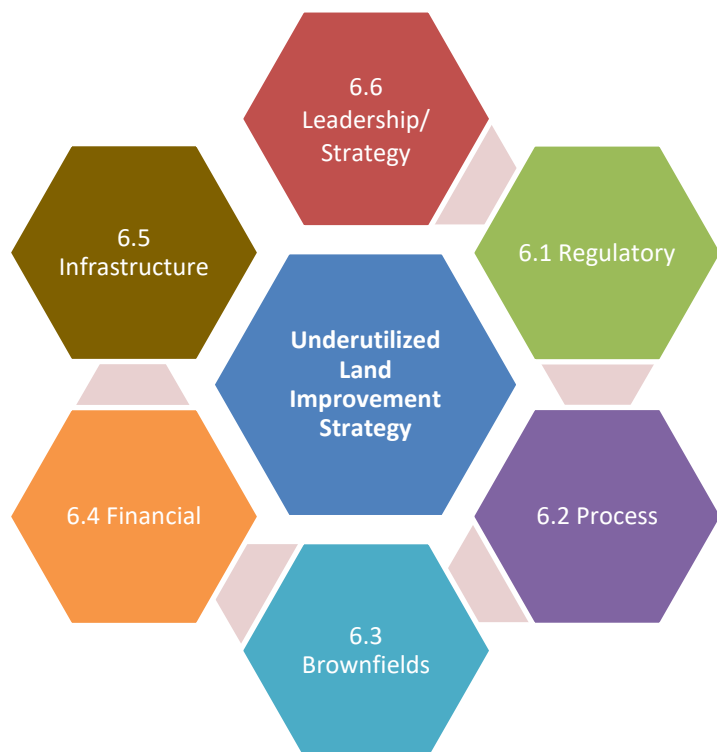 6.6
Leadership/
Strategy
6.5
Infrastructure
6.1 Regulatory
Underutilized
Land
Improvement
Strategy
6.4 Financial
6.2 Process
6.3
Brownfields